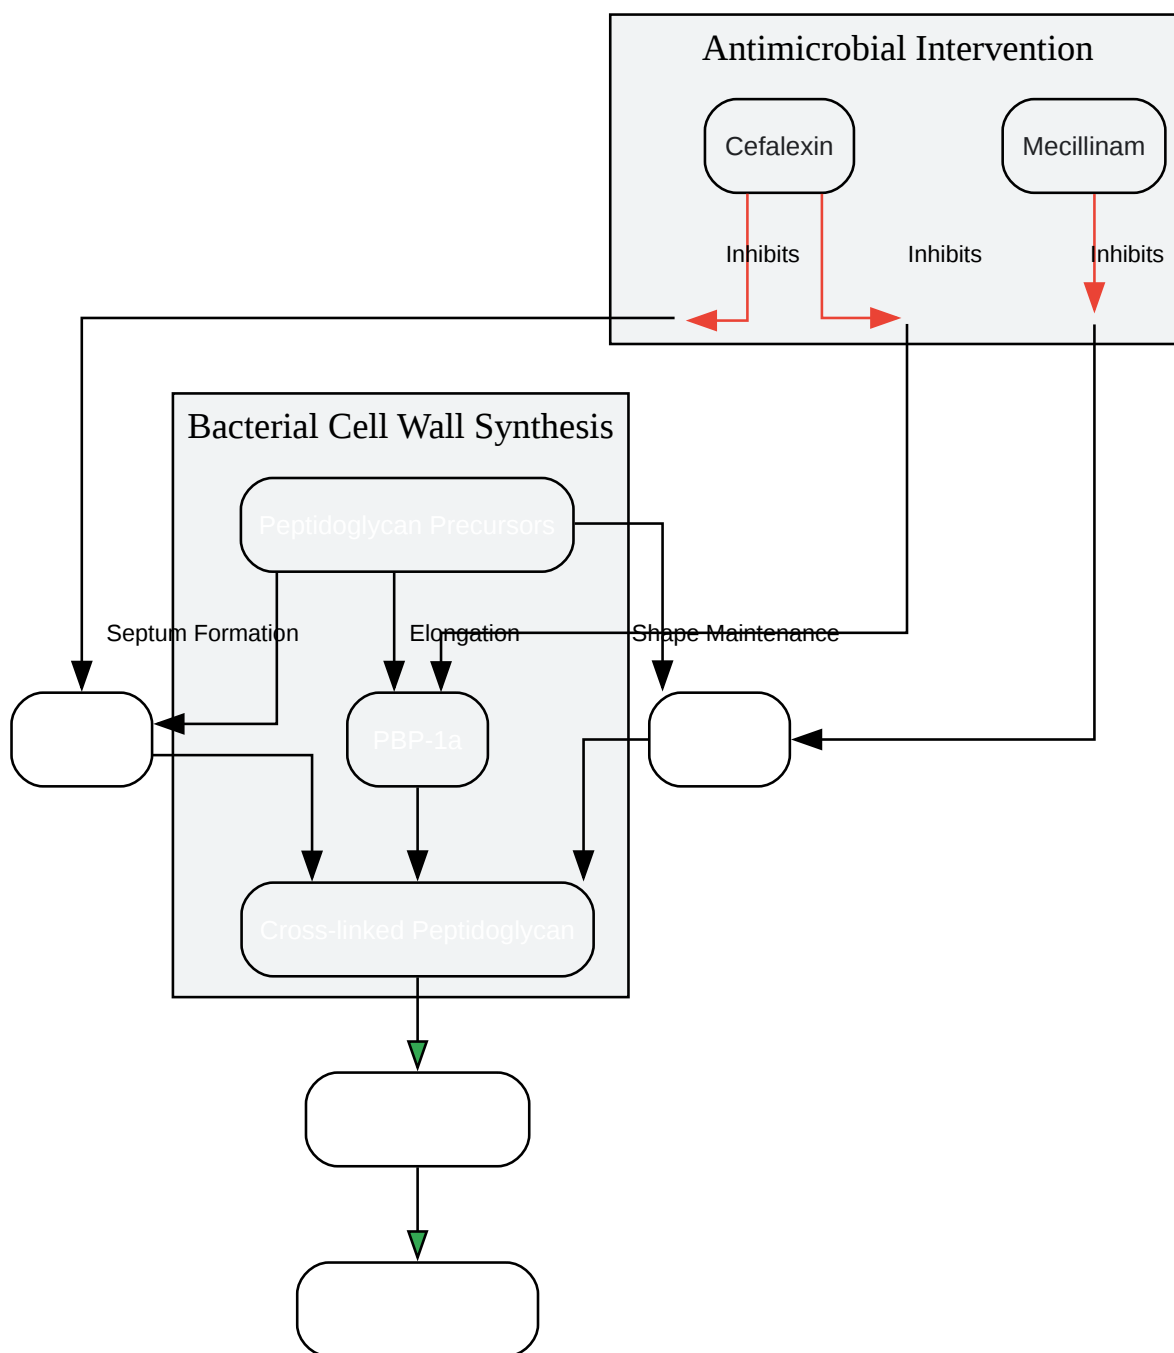 Antimicrobial Intervention
Cefalexin
Mecillinam
Inhibits
Inhibits
Inhibits
Bacterial Cell Wall Synthesis
Peptidoglycan Precursors
Septum Formation
Elongation
Shape Maintenance
PBP-1a
Cross-linked Peptidoglycan